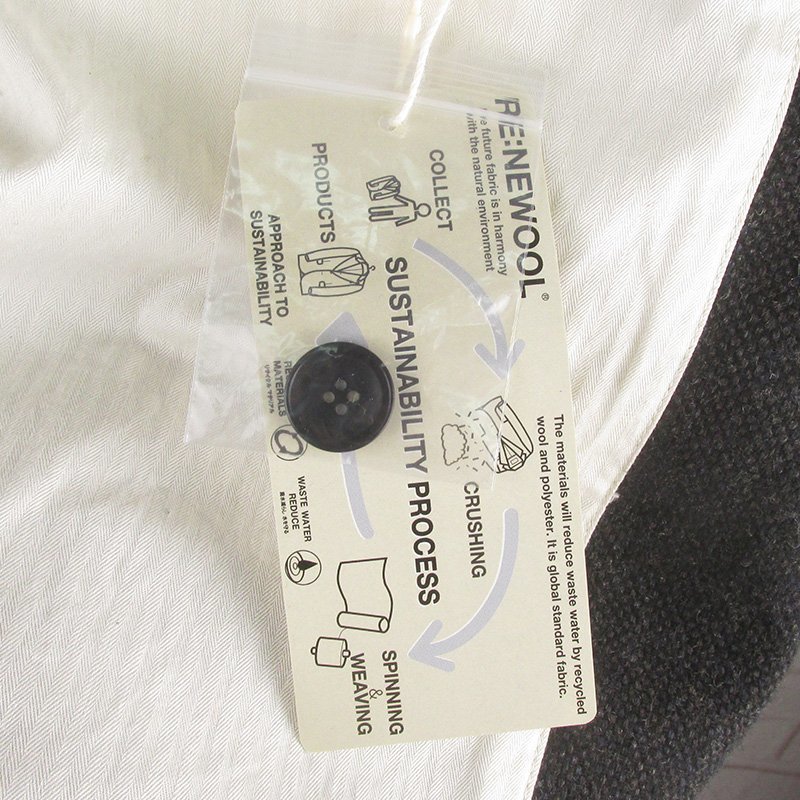 RE:NEWOOL®
future fabric is in harmony
with the natural environment
The materials will reduce waste water by recycled
wool and polyester. It is global standard fabric.
COLLECT
CRUSHING
SUSTAINABILITY PROCESS
PRODUCTS
SPINNING
&
WEAVING
APPROACH TO
SUSTAINABILITY
MATERIALS
WASTE WATER
REDUCE